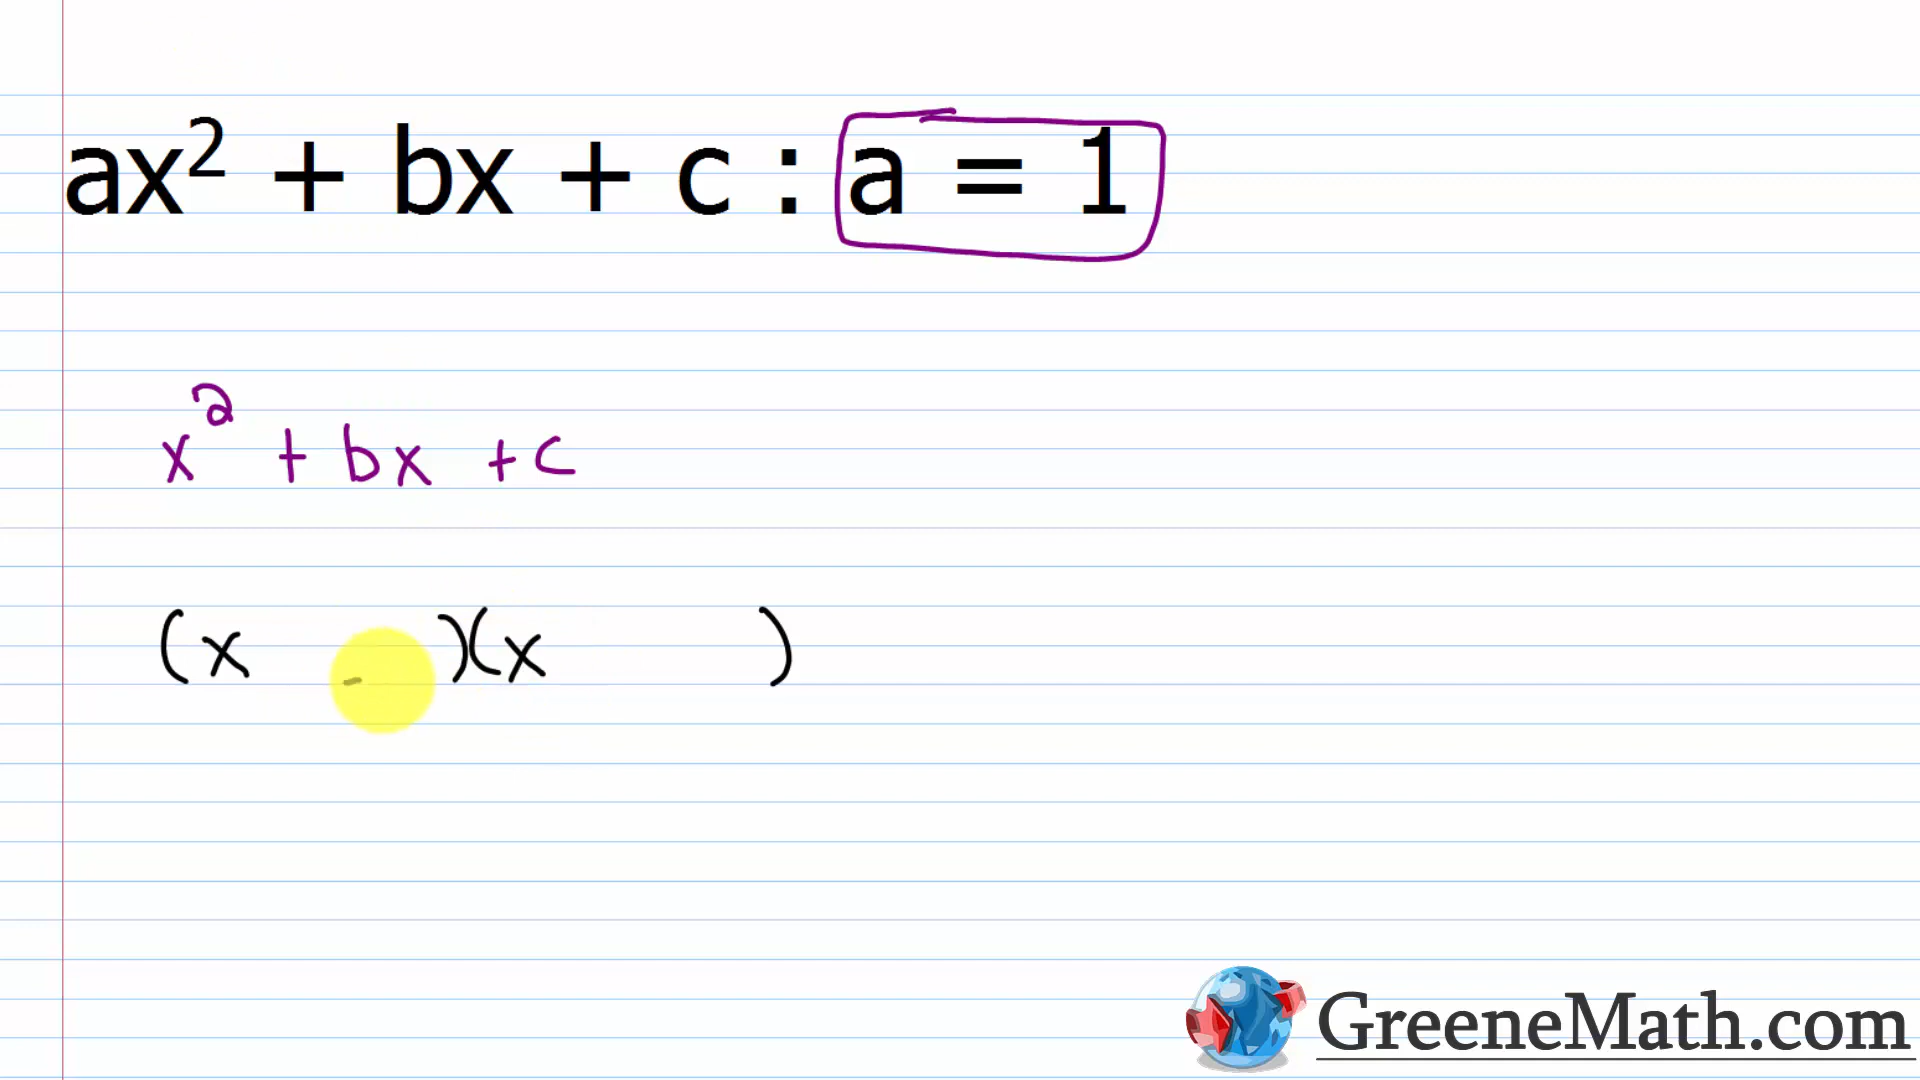 ax² + bx + c : a = 1
x² + bx + c
(x - )(x )
GreeneMath.com